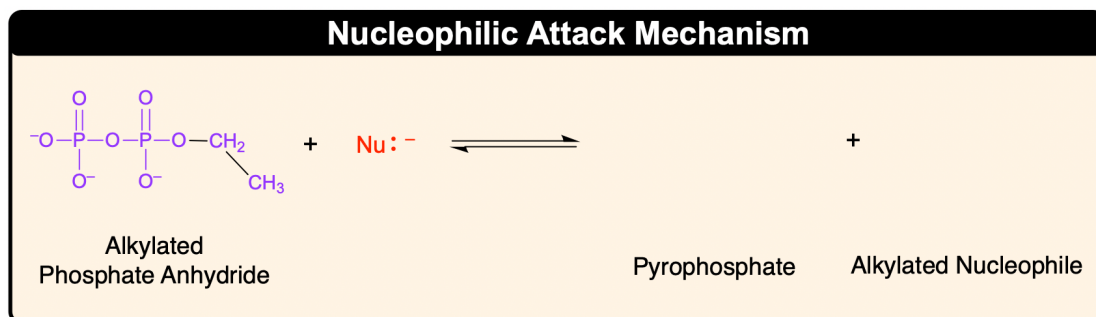 Nucleophilic Attack Mechanism
O O
⁻O–P–O–P–O–CH₂ + Nu:⁻ +
O⁻ O⁻ CH₃
Alkylated
Phosphate Anhydride
Pyrophosphate Alkylated Nucleophile